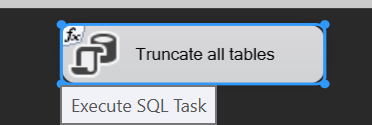 fx
Truncate all tables
Execute SQL Task